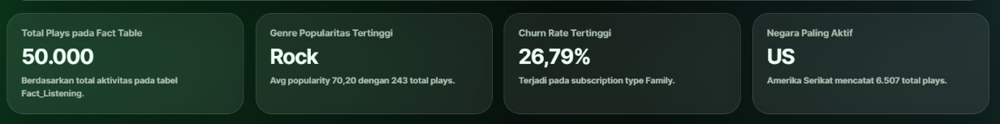 Total Plays pada Fact Table
50.000
Berdasarkan total aktivitas pada tabel
Fact_Listening.
Genre Popularitas Tertinggi
Rock
Avg popularity 70,20 dengan 243 total plays.
Churn Rate Tertinggi
26,79%
Terjadi pada subscription type Family.
Negara Paling Aktif
US
Amerika Serikat mencatat 6.507 total plays.